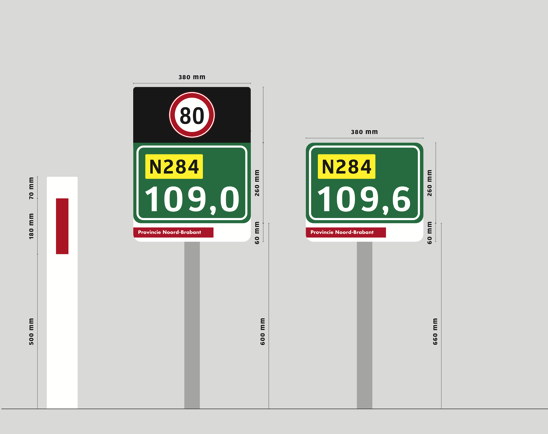 380 mm
80
N284
109,0
Provincie Noord-Brabant
260 mm
60 mm
600 mm
380 mm
N284
109,6
Provincie Noord-Brabant
260 mm
60 mm
660 mm
70 mm
180 mm
500 mm